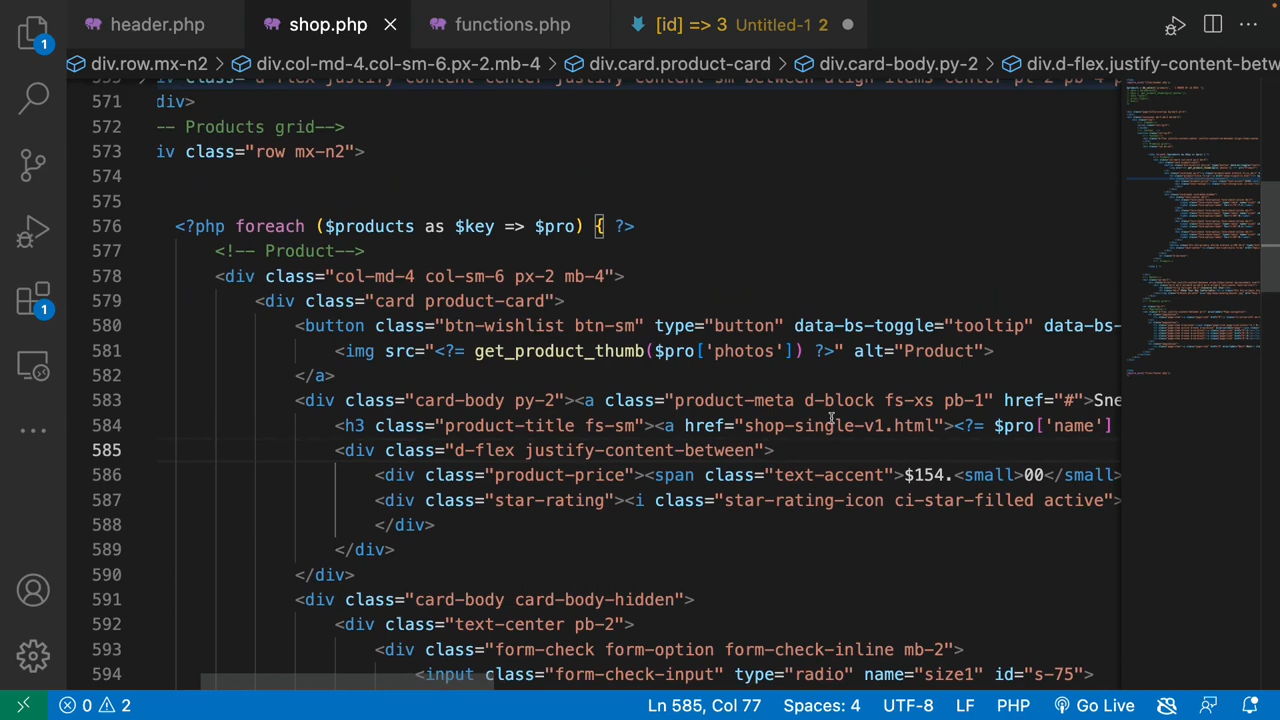 header.php shop.php functions.php [id] => 3 Untitled-1 2
div.row.mx-n2 > div.col-md-4.col-sm-6.px-2.mb-4 > div.card.product-card > div.card-body.py-2 > div.d-flex.justify-content-betw
571 div>
572 -- Products grid-->
573 iv class="row mx-n2">
574
575
576 <?php foreach ($products as $key => $pro) { ?>
577 <!-- Product-->
578 <div class="col-md-4 col-sm-6 px-2 mb-4">
579 <div class="card product-card">
580 <button class="btn-wishlist btn-sm" type="button" data-bs-toggle="tooltip" data-bs-
581 <img src="<?= get_product_thumb($pro['photos']) ?>" alt="Product">
582 </a>
583 <div class="card-body py-2"><a class="product-meta d-block fs-xs pb-1" href="#">Sne
584 <h3 class="product-title fs-sm"><a href="shop-single-v1.html"><?= $pro['name']
585 <div class="d-flex justify-content-between">
586 <div class="product-price"><span class="text-accent">$154.<small>00</small>
587 <div class="star-rating"><i class="star-rating-icon ci-star-filled active">
588 </div>
589 </div>
590 </div>
591 <div class="card-body card-body-hidden">
592 <div class="text-center pb-2">
593 <div class="form-check form-option form-check-inline mb-2">
594 <input class="form-check-input" type="radio" name="size1" id="s-75">
1
1
0 2 Ln 585, Col 77 Spaces: 4 UTF-8 LF PHP Go Live